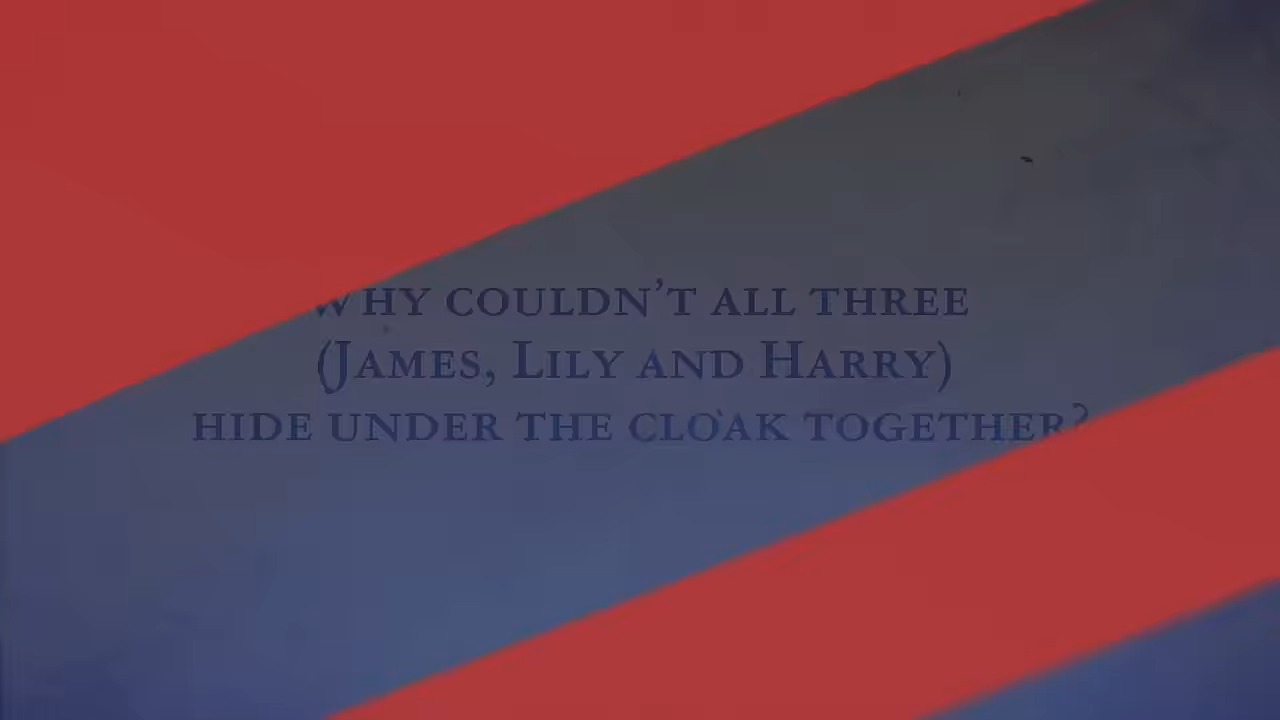 WHY COULDN'T ALL THREE
(JAMES, LILY AND HARRY)
HIDE UNDER THE CLOAK TOGETHER?